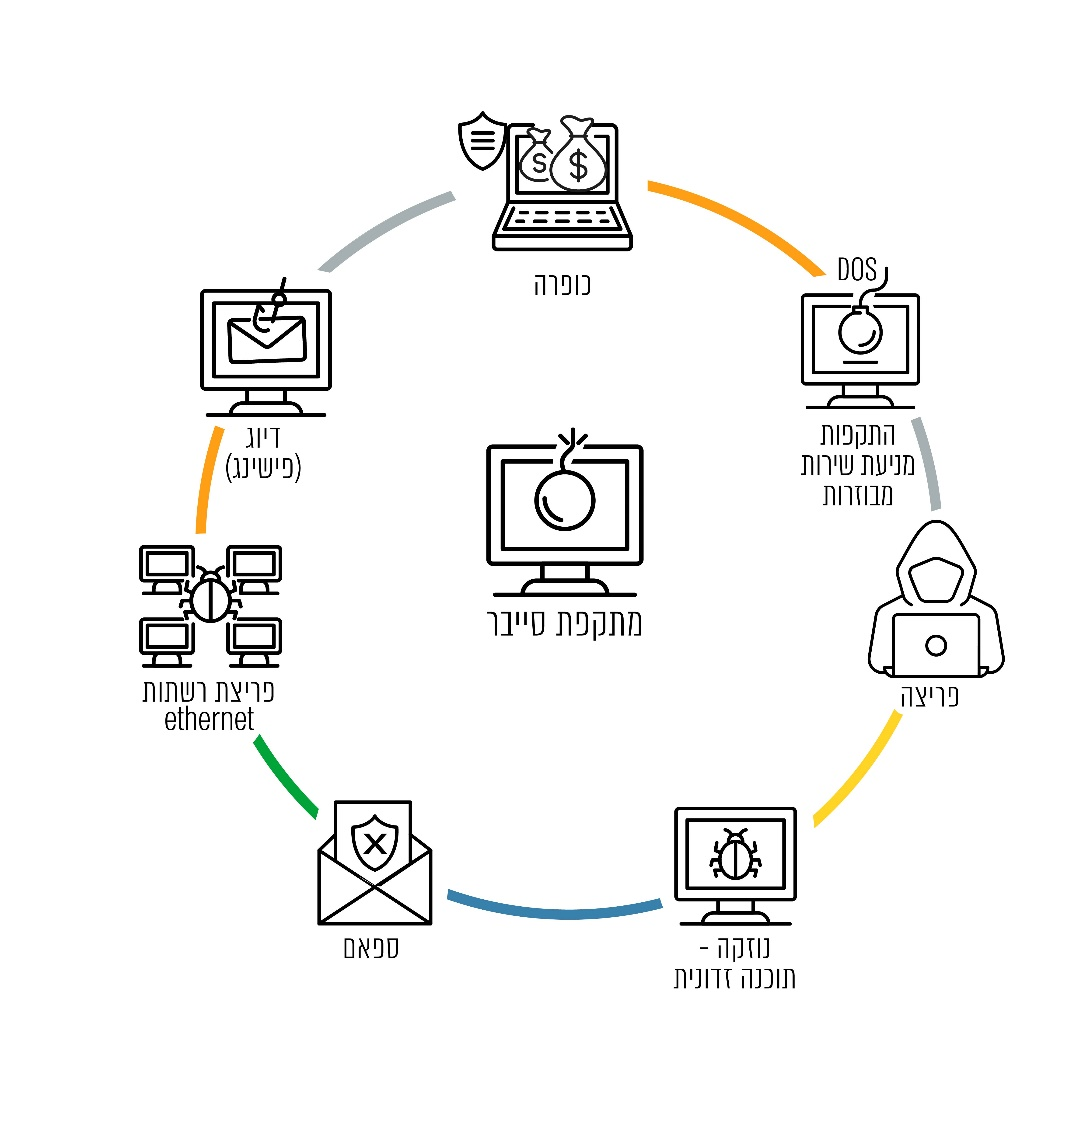 כופרה
DOS
התקפות
מניעת שירות
מבוזרות
פריצה
נוזקה -
תוכנה זדונית
ספאם
פריצת רשתות
ethernet
דיוג
(פישינג)
מתקפת סייבר
S
$
X